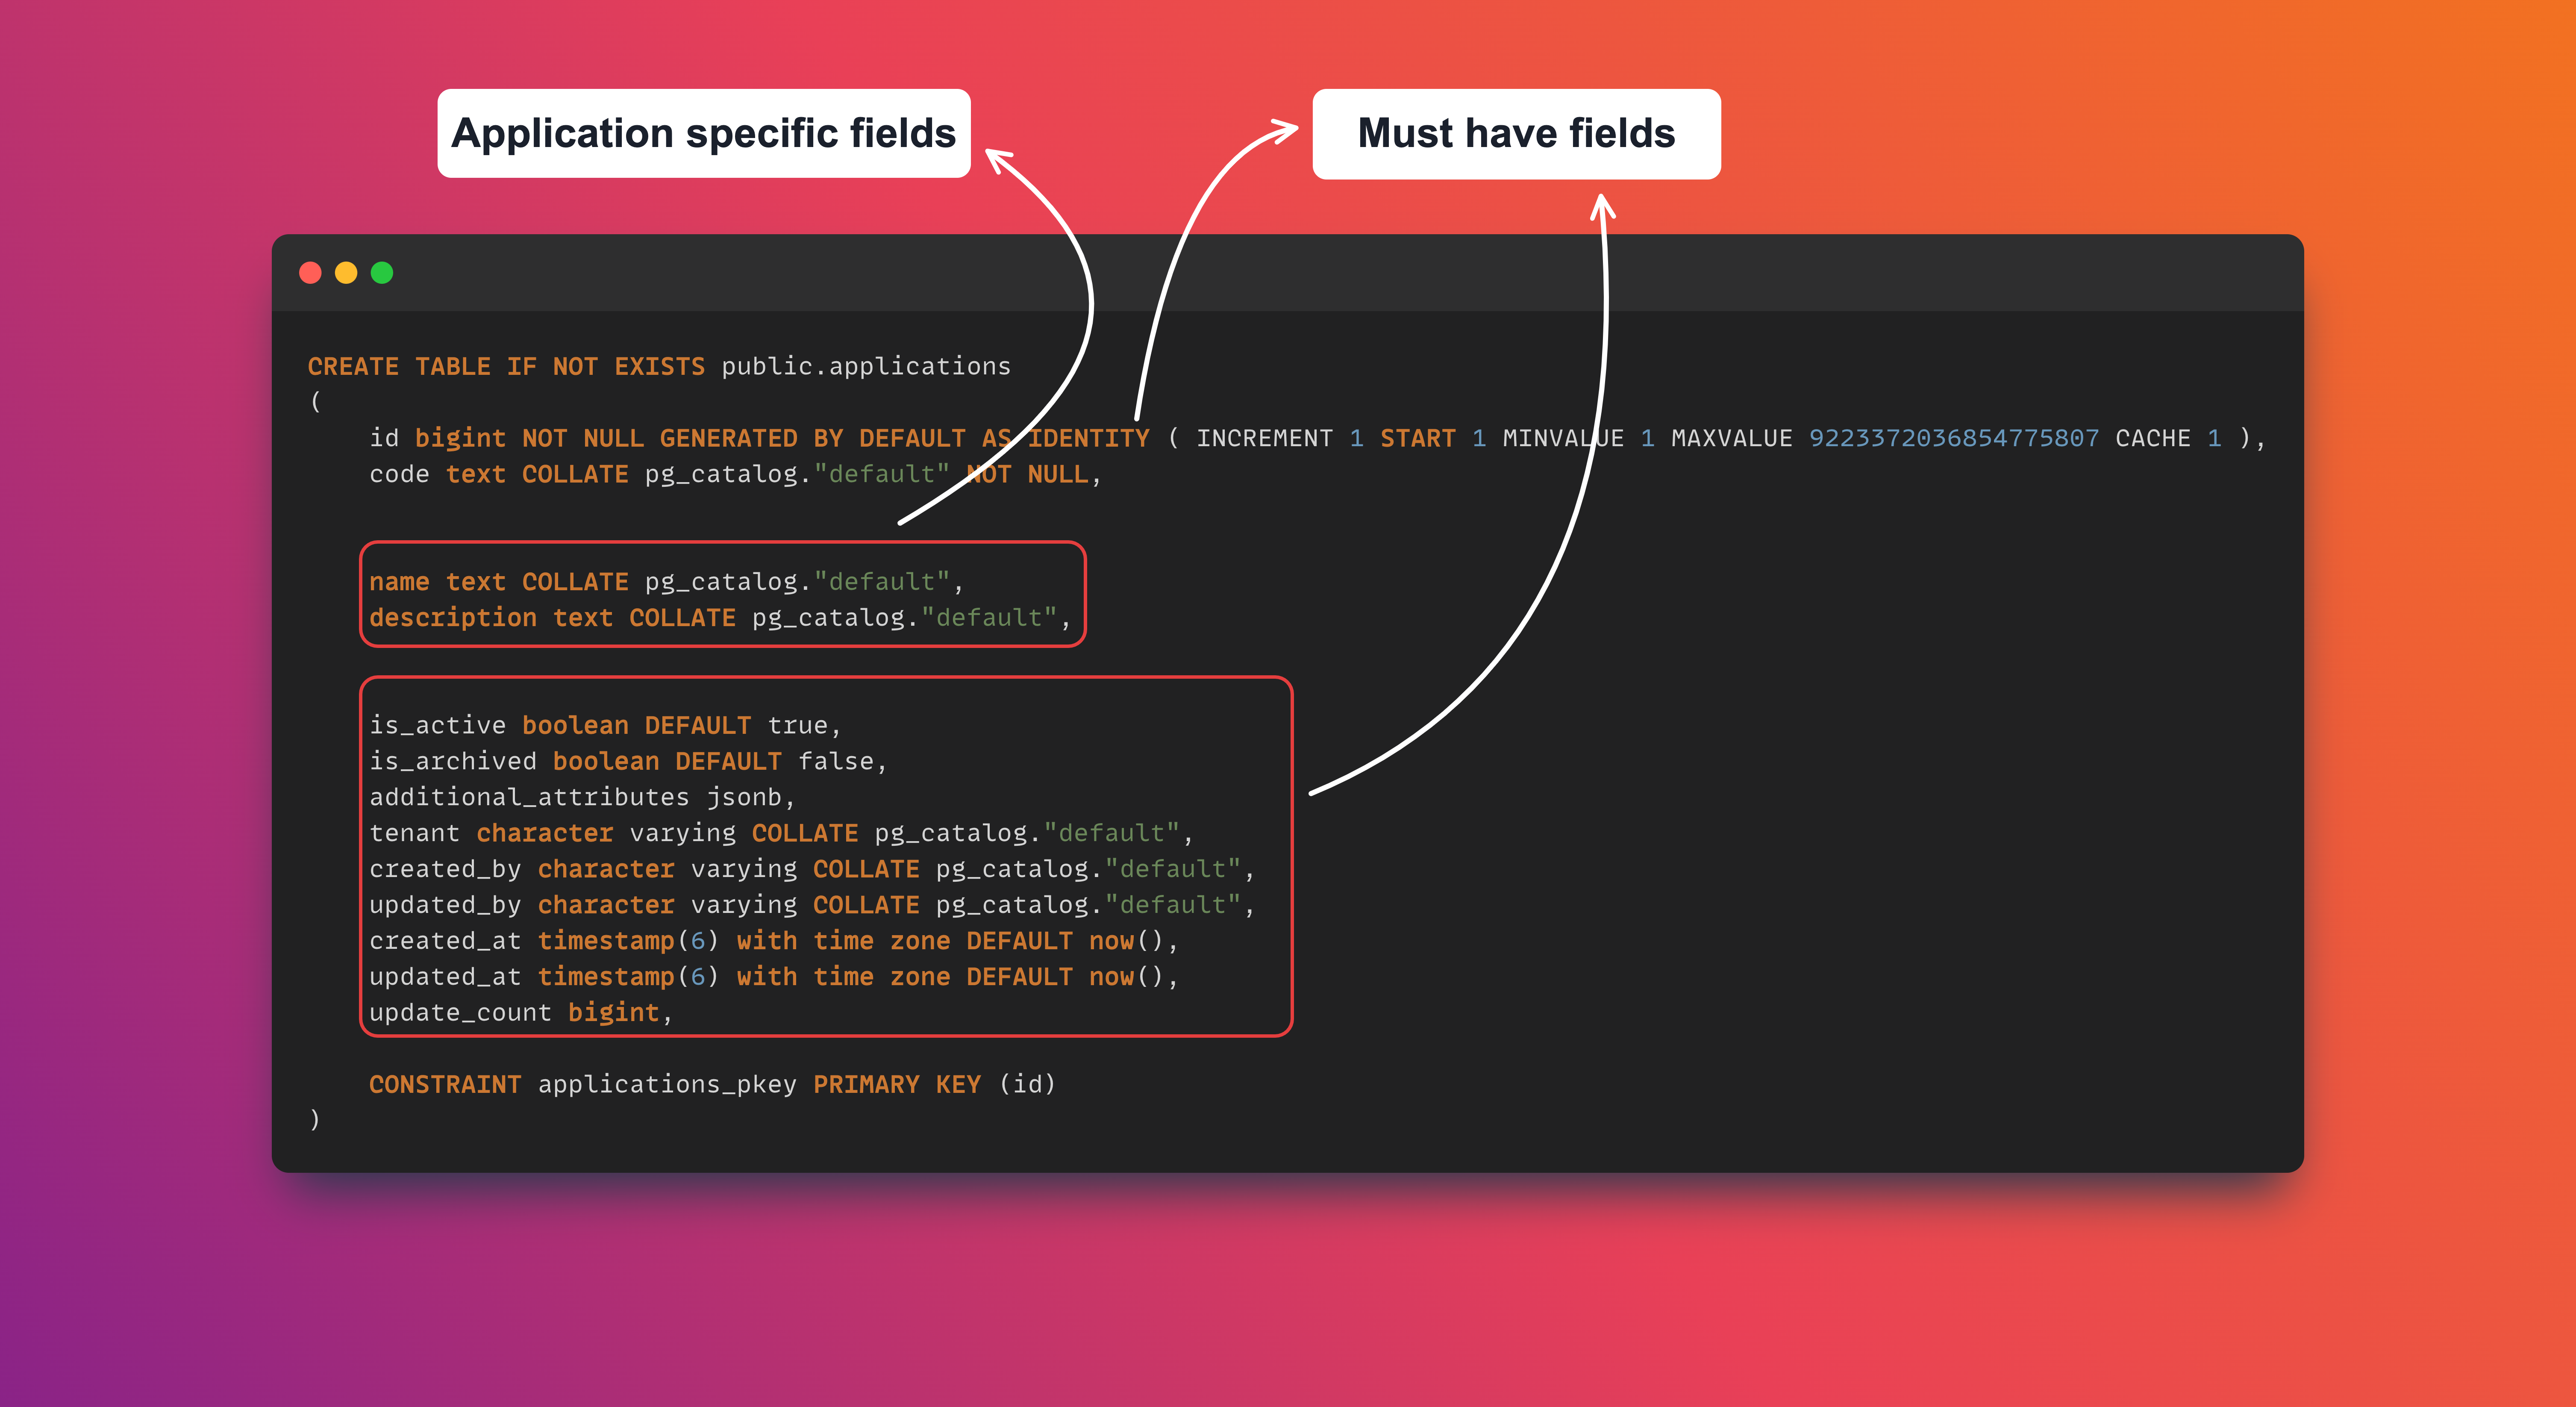 Application specific fields
Must have fields
CREATE TABLE IF NOT EXISTS public.applications
(
    id bigint NOT NULL GENERATED BY DEFAULT AS IDENTITY ( INCREMENT 1 START 1 MINVALUE 1 MAXVALUE 9223372036854775807 CACHE 1 ),
    code text COLLATE pg_catalog."default" NOT NULL,
    name text COLLATE pg_catalog."default",
    description text COLLATE pg_catalog."default",
    is_active boolean DEFAULT true,
    is_archived boolean DEFAULT false,
    additional_attributes jsonb,
    tenant character varying COLLATE pg_catalog."default",
    created_by character varying COLLATE pg_catalog."default",
    updated_by character varying COLLATE pg_catalog."default",
    created_at timestamp(6) with time zone DEFAULT now(),
    updated_at timestamp(6) with time zone DEFAULT now(),
    update_count bigint,
    CONSTRAINT applications_pkey PRIMARY KEY (id)
)